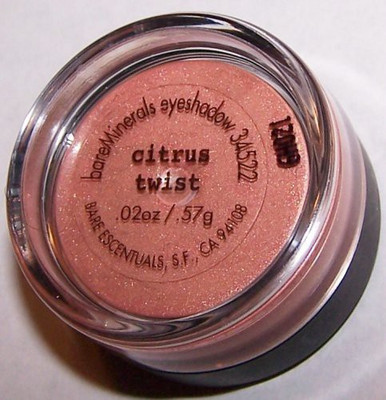 bareMinerals eyeshadow 34522
citrus
twist
.02oz/.57g
BARE ESCENTUALS, S.F., CA 94108